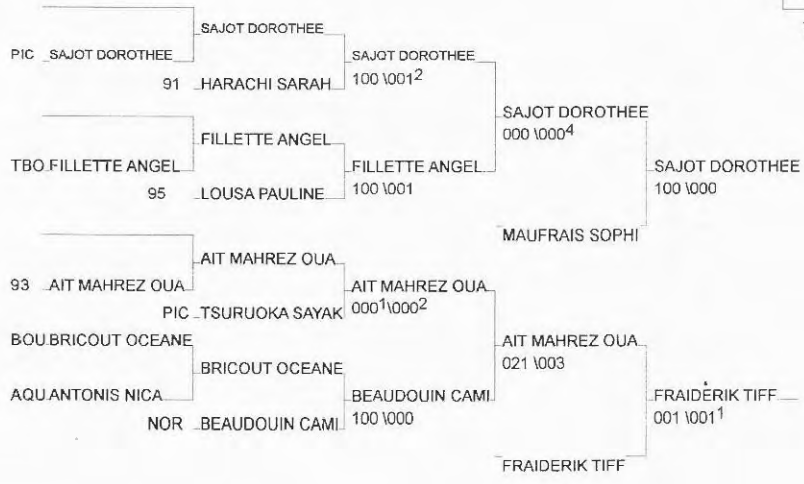 SAJOT DOROTHEE
PIC SAJOT DOROTHEE
SAJOT DOROTHEE
91 HARACHI SARAH
100 \001²
SAJOT DOROTHEE
000 \000⁴
FILLETTE ANGEL
TBO FILLETTE ANGEL
FILLETTE ANGEL
SAJOT DOROTHEE
95 LOUSA PAULINE
100 \001
100 \000
MAUFRAIS SOPHI
AIT MAHREZ OUA
93 AIT MAHREZ OUA
AIT MAHREZ OUA
PIC TSURUOKA SAYAK
000¹\000²
BOU BRICOUT OCEANE
AIT MAHREZ OUA
021 \003
BRICOUT OCEANE
AQU ANTONIS NICA
BEAUDOUIN CAMI
FRAIDERIK TIFF
NOR BEAUDOUIN CAMI
100 \000
001 \001¹
FRAIDERIK TIFF